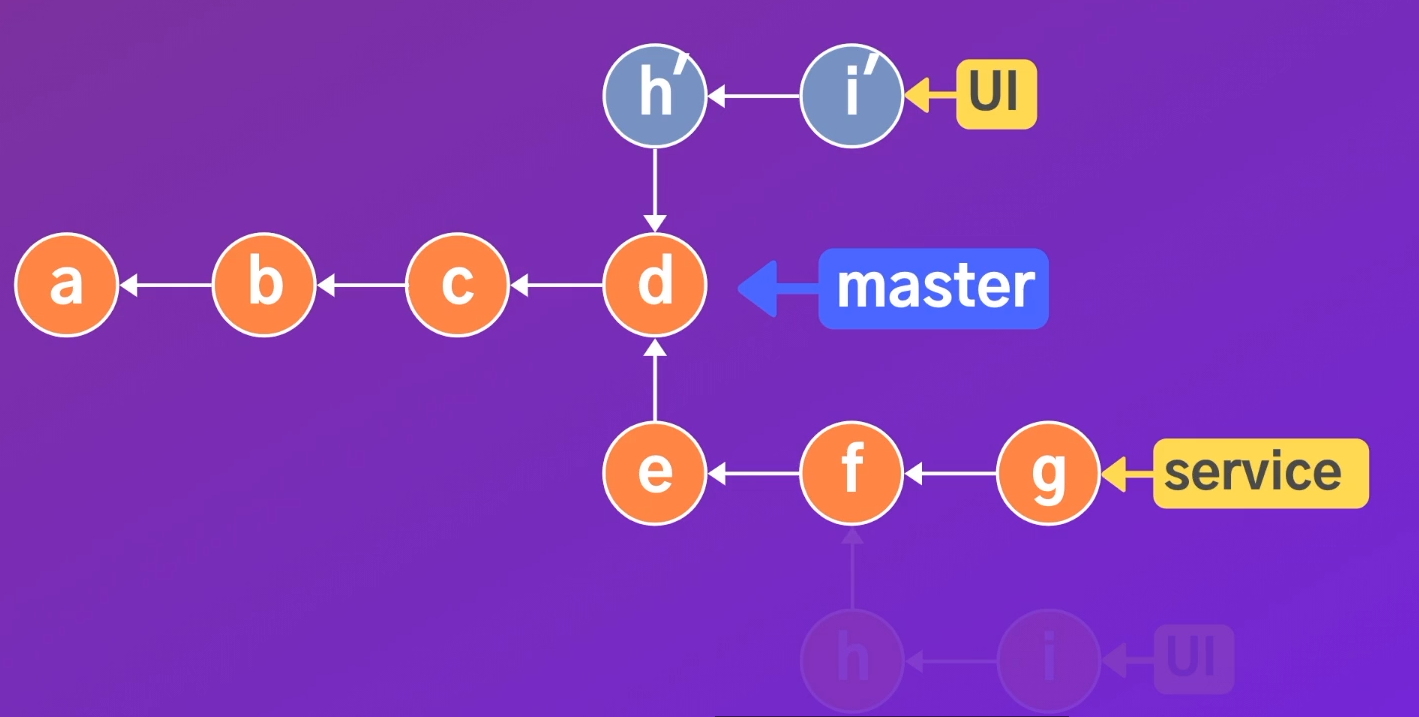 h′ i′ UI
a b c d master
e f g service
h i UI